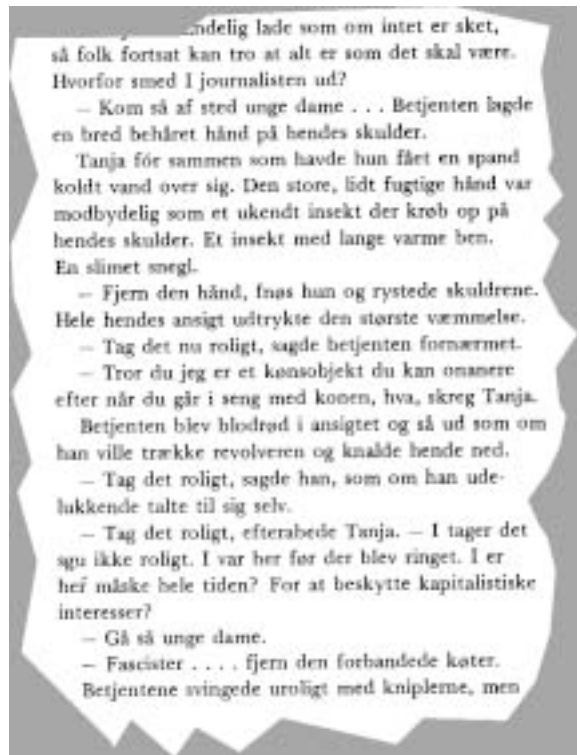 ndelig lade som om intet er sket,
så folk fortsat kan tro at alt er som det skal være.
Hvorfor smed I journalisten ud?
— Kom så af sted unge dame . . . Betjenten lagde
en bred behåret hånd på hendes skulder.
Tanja fór sammen som havde hun fået en spand
koldt vand over sig. Den store, lidt fugtige hånd var
modbydelig som et ukendt insekt der krøb op på
hendes skulder. Et insekt med lange varme ben.
En slimet snegl.
— Fjern den hånd, fnøs hun og rystede skuldrene.
Hele hendes ansigt udtrykte den største væmmelse.
— Tag det nu roligt, sagde betjenten fornærmet.
— Tror du jeg er et kønsobjekt du kan onanere
efter når du går i seng med konen, hva, skreg Tanja.
Betjenten blev blodrød i ansigtet og så ud som om
han ville trække revolveren og knalde hende ned.
— Tag det roligt, sagde han, som om han ude-
lukkende talte til sig selv.
— Tag det roligt, efterabede Tanja. — I tager det
sgu ikke roligt. I var her før der blev ringet. I er
her måske hele tiden? For at beskytte kapitalistiske
interesser?
— Gå så unge dame.
— Fascister . . . . fjern den forbandede køter.
Betjentene svingede uroligt med kniplerne, men